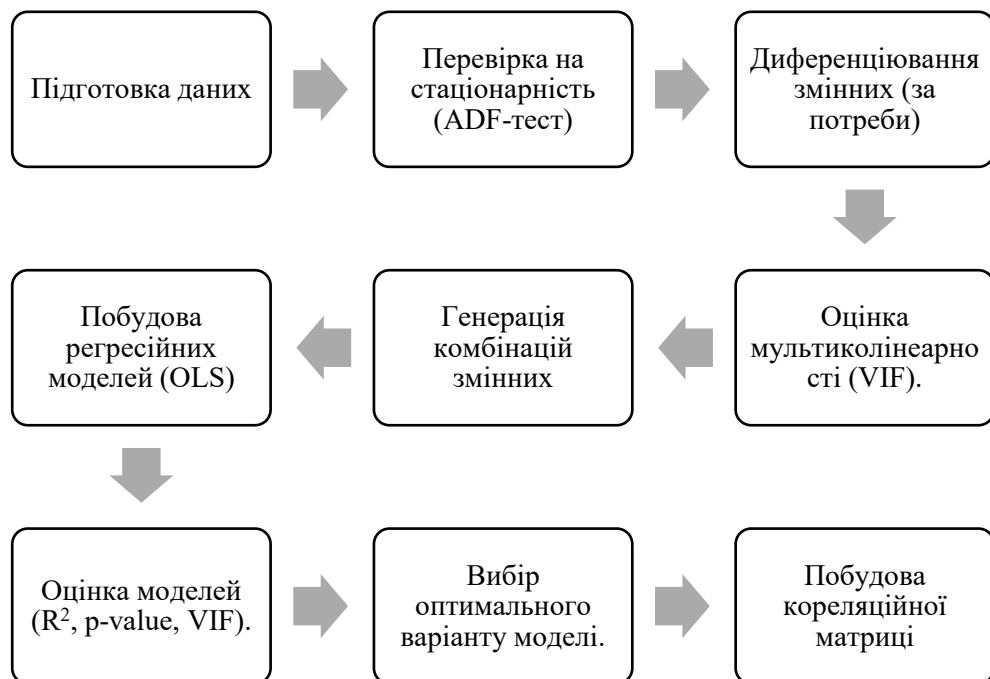 Підготовка даних
Перевірка на
стаціонарність
(ADF-тест)
Диференціювання
змінних (за
потреби)
Оцінка
мультиколінеарно
сті (VIF).
Генерація
комбінацій
змінних
Побудова
регресійних
моделей (OLS)
Оцінка моделей
(R², p-value, VIF).
Вибір
оптимального
варіанту моделі.
Побудова
кореляційної
матриці